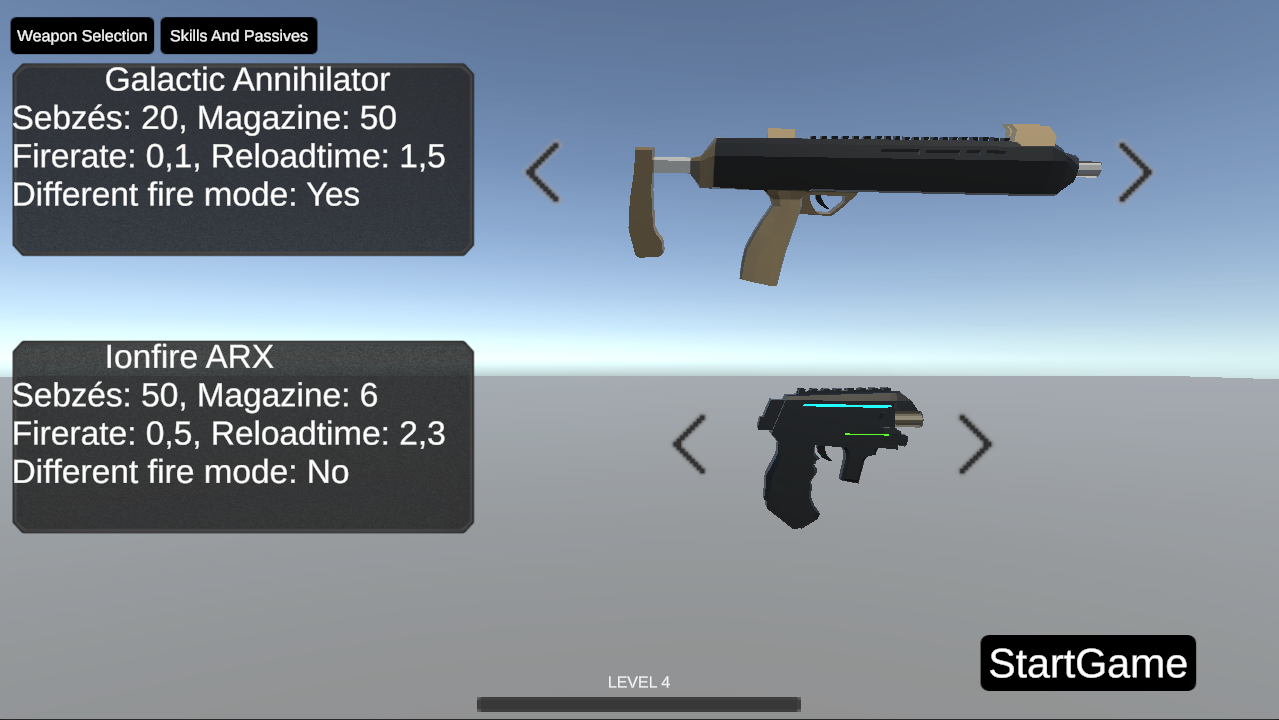 Weapon Selection
Skills And Passives
Galactic Annihilator
Sebzés: 20, Magazine: 50
Firerate: 0,1, Reloadtime: 1,5
Different fire mode: Yes
Ionfire ARX
Sebzés: 50, Magazine: 6
Firerate: 0,5, Reloadtime: 2,3
Different fire mode: No
StartGame
LEVEL 4